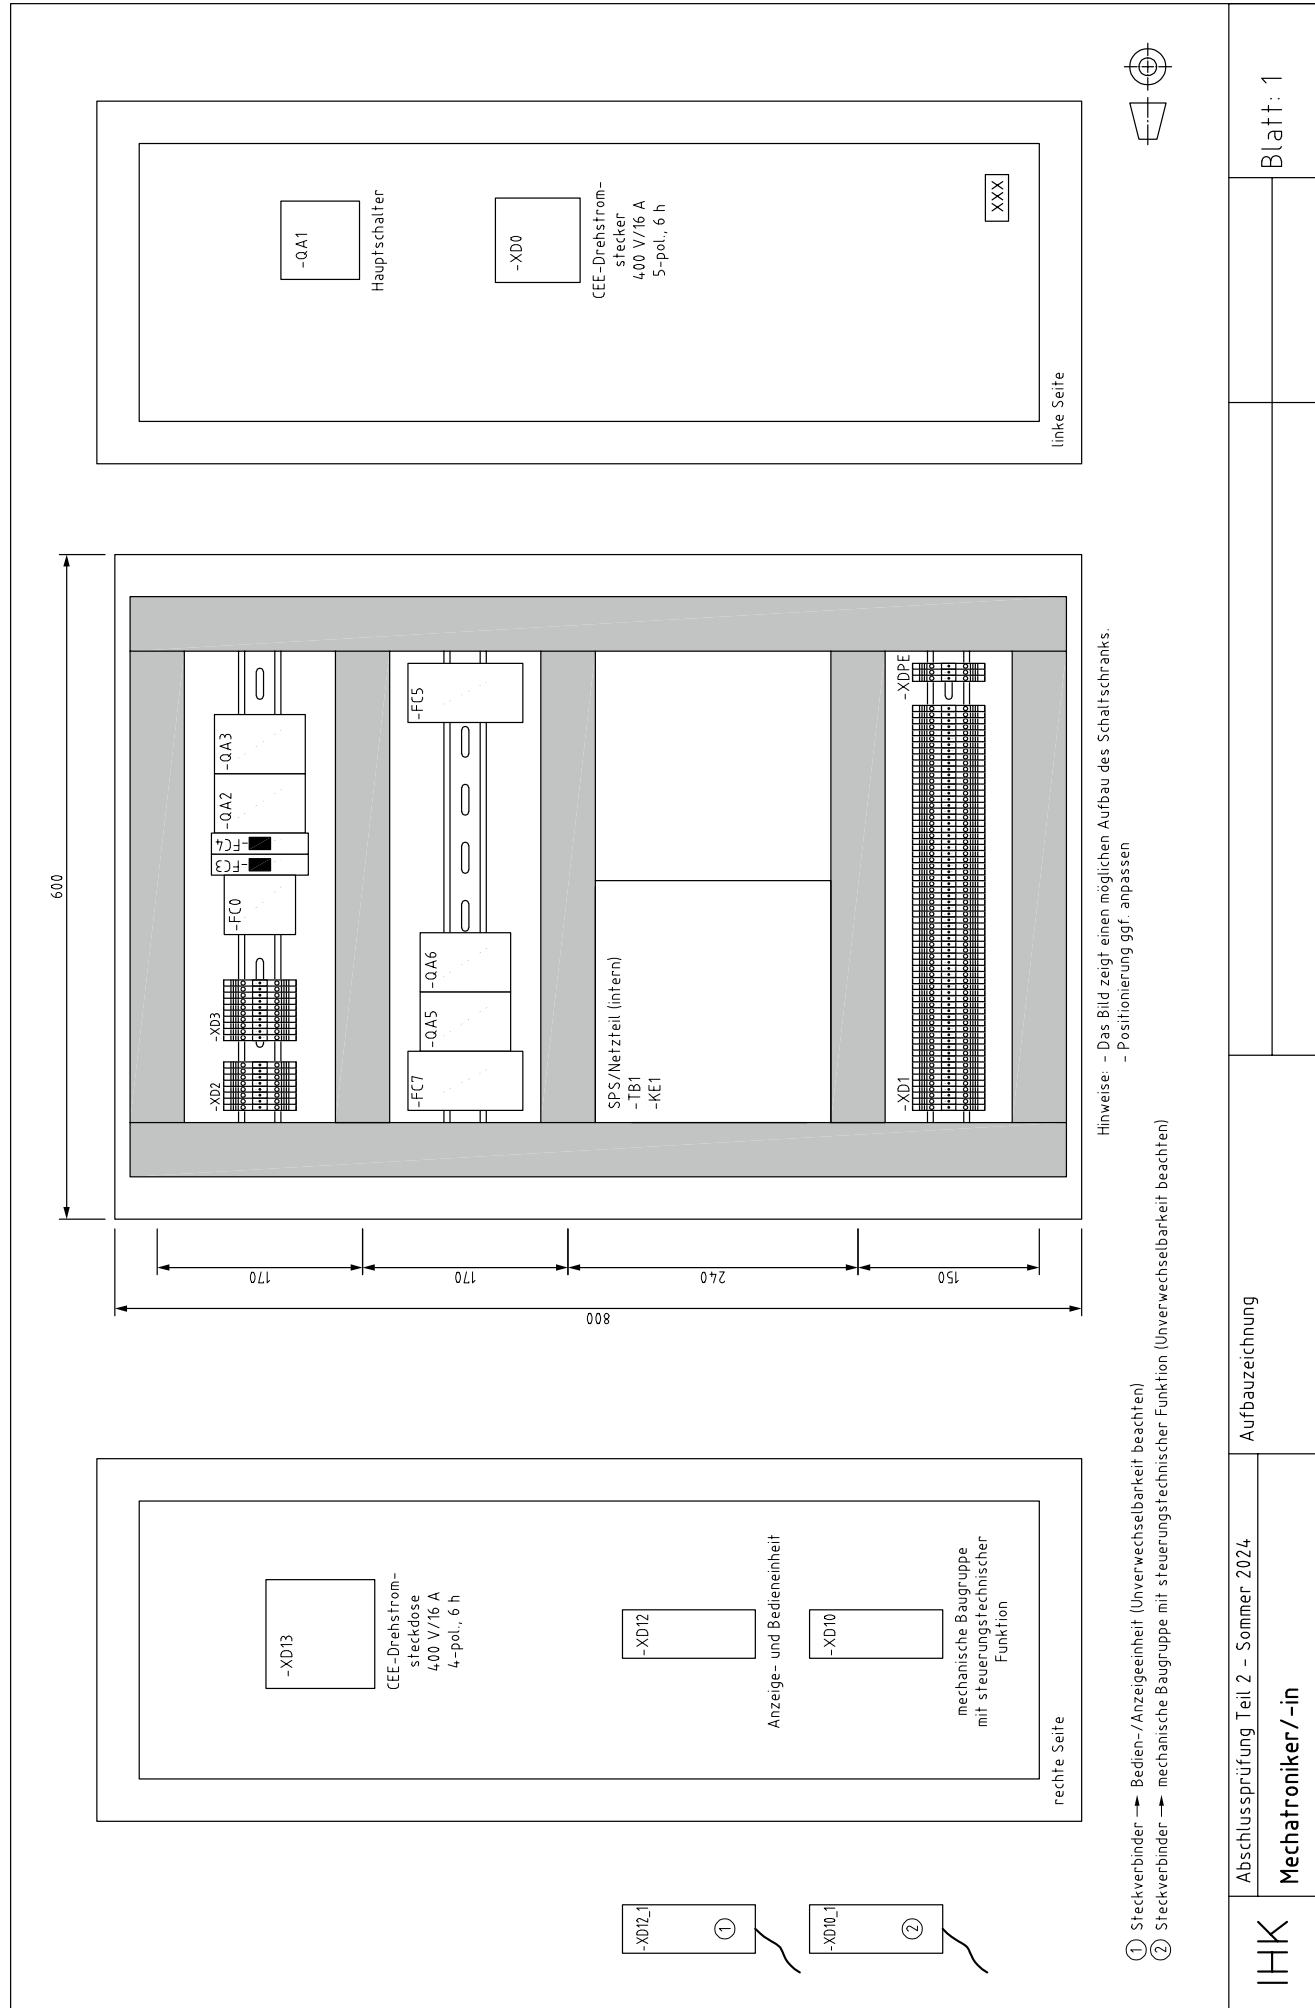 -XD12_1
1
-XD10_1
2
-XD13
CEE-Drehstrom-
steckdose
400 V/16 A
4-pol., 6 h
-XD12
Anzeige- und Bedieneinheit
-XD10
mechanische Baugruppe
mit steuerungstechnischer
Funktion
rechte Seite
600
800
170
170
240
150
-XD2
-XD3
-FC0
-FC3
-FC4
-QA2
-QA3
-FC7
-QA5
-QA6
-FC5
SPS/Netzteil (intern)
-TB1
-KE1
-XD1
-XDPE
-QA1
Hauptschalter
-XD0
CEE-Drehstrom-
stecker
400 V/16 A
5-pol., 6 h
XXX
linke Seite
Hinweise: - Das Bild zeigt einen möglichen Aufbau des Schaltschranks.
- Positionierung ggf. anpassen
1 Steckverbinder → Bedien-/Anzeigeeinheit (Unverwechselbarkeit beachten)
2 Steckverbinder → mechanische Baugruppe mit steuerungstechnischer Funktion (Unverwechselbarkeit beachten)
IHK
Abschlussprüfung Teil 2 - Sommer 2024
Mechatroniker/-in
Aufbauzeichnung
Blatt: 1